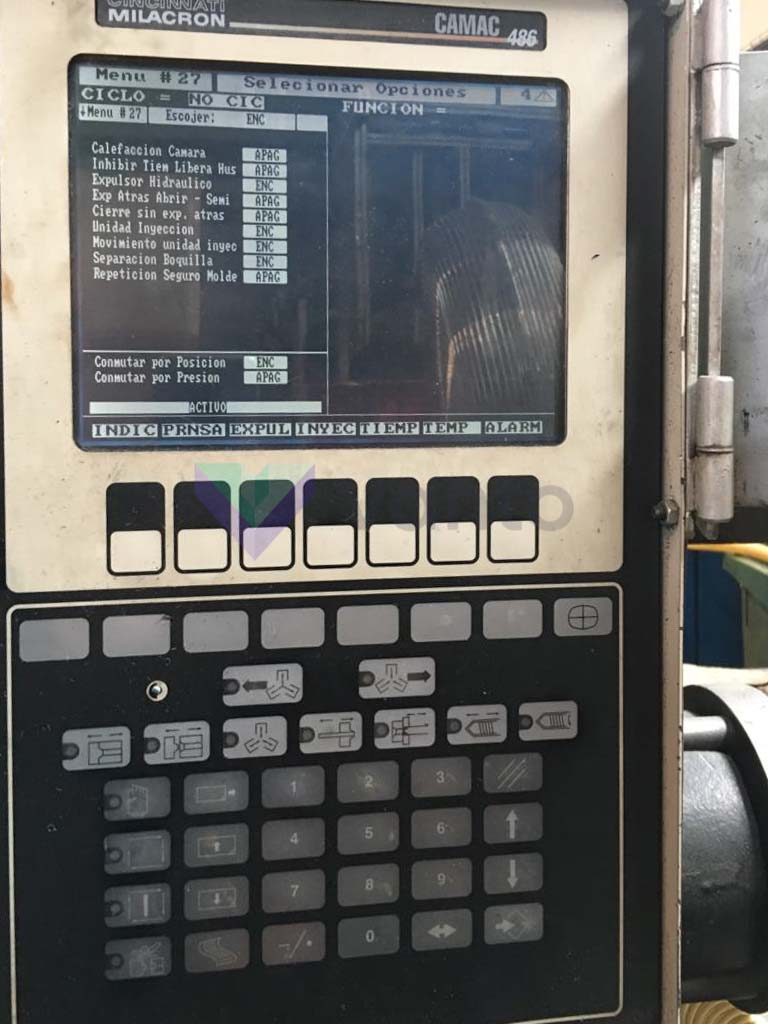 CINCINNATI
MILACRON
CAMAC 486
Menu #27 Selecionar Opciones 4
CICLO = NO CIC FUNCION =
↓Menu #27 Escojer: ENC
Calefaccion Camara APAG
Inhibir Tiem Libera Hus APAG
Expulsor Hidraulico ENC
Exp Atras Abrir - Semi APAG
Cierre sin exp. atras APAG
Unidad Inyeccion ENC
Movimiento unidad inyec ENC
Separacion Boquilla ENC
Repeticion Seguro Molde APAG
Conmutar por Posicion ENC
Conmutar por Presion APAG
ACTIVO
INDIC PRNSA EXPUL INYEC TIEMP TEMP ALARM
1 2 3
4 5 6
7 8 9
-/• 0